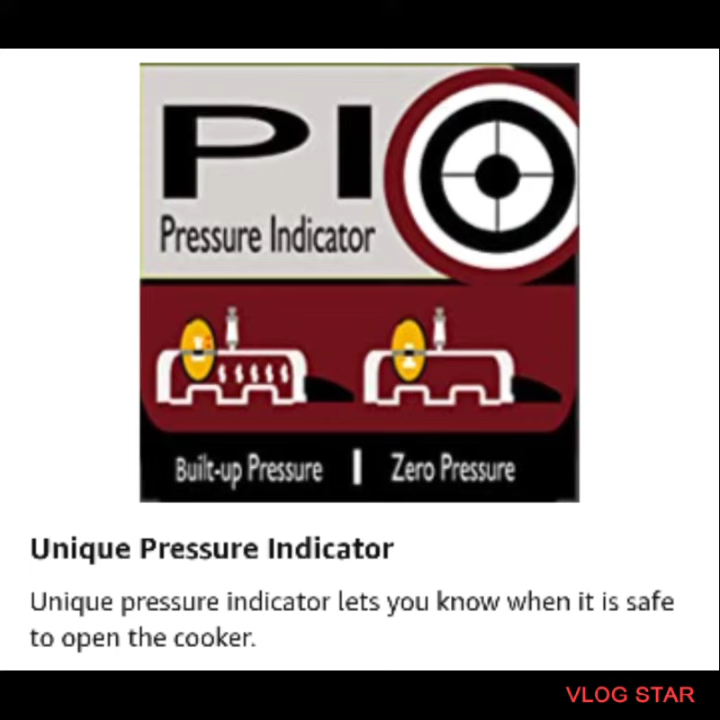 PI
Pressure Indicator
Built-up Pressure | Zero Pressure
Unique Pressure Indicator
Unique pressure indicator lets you know when it is safe
to open the cooker.
VLOG STAR